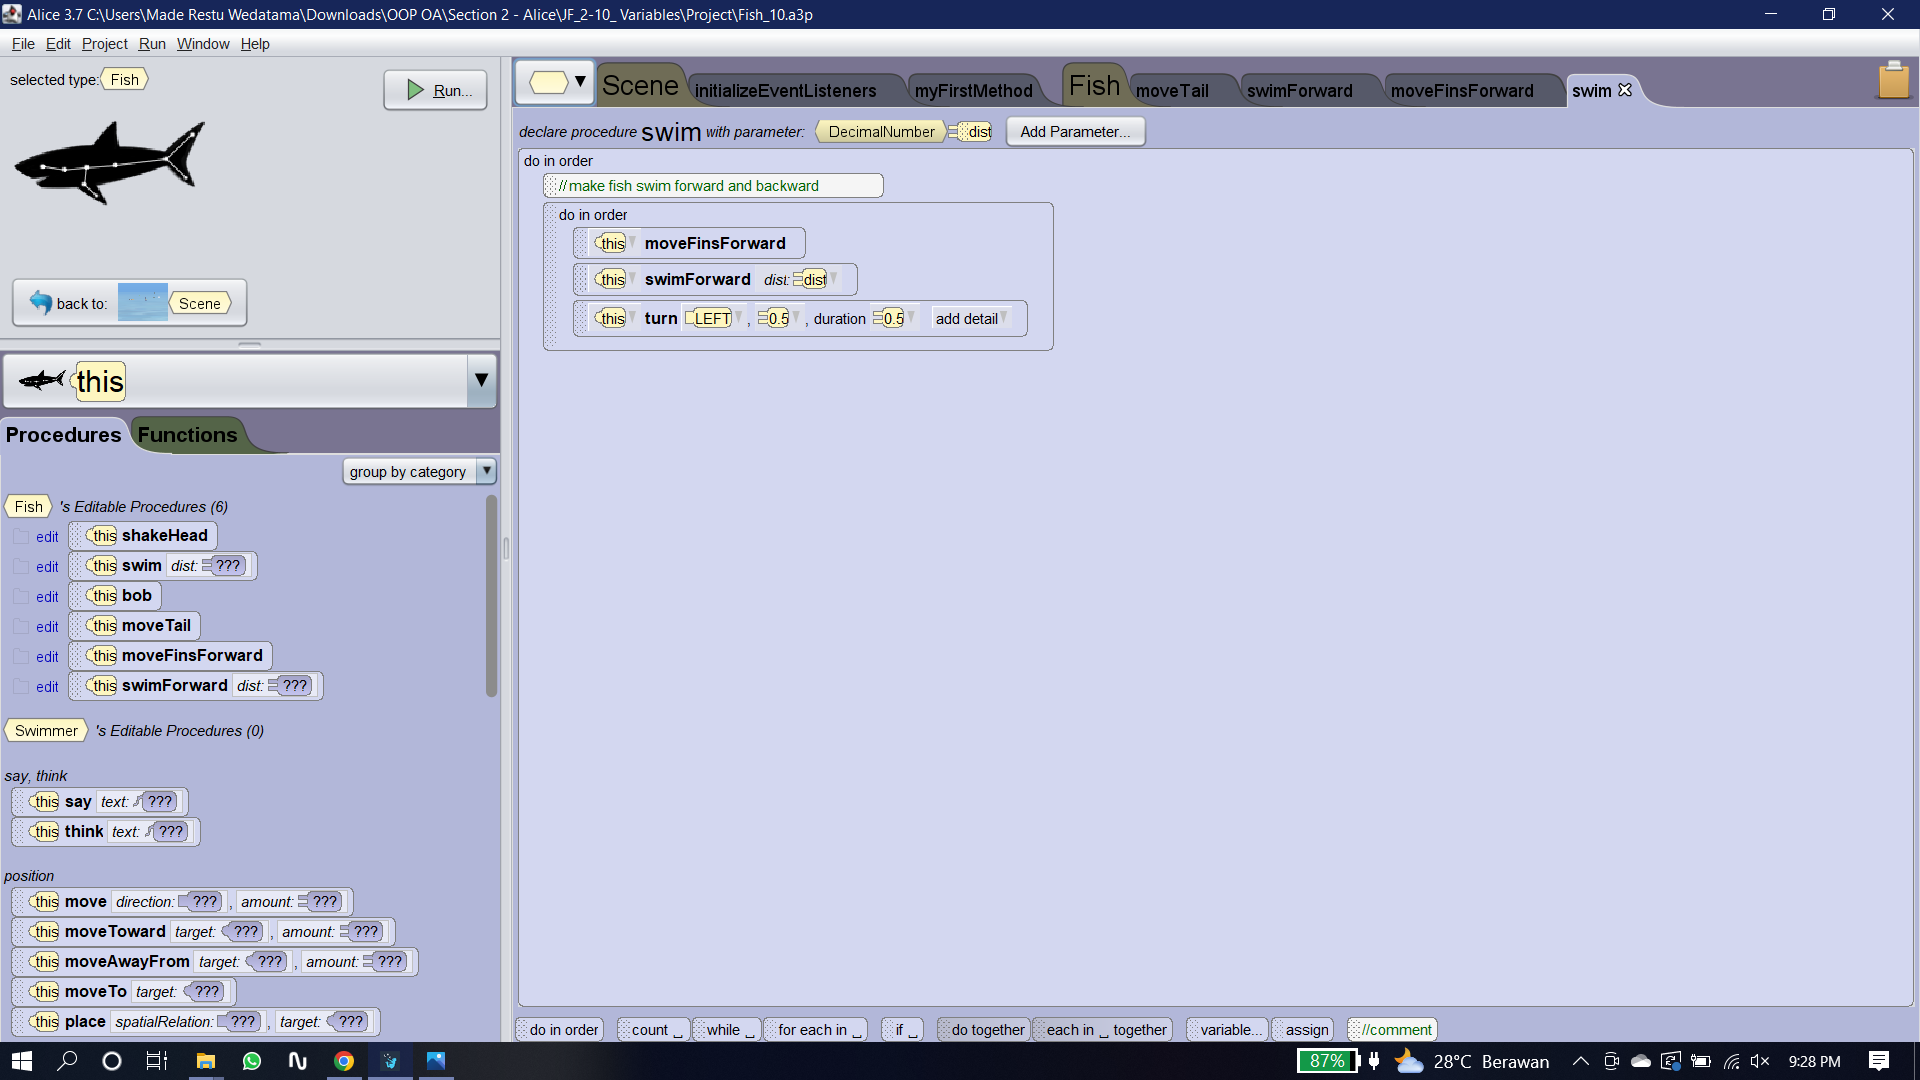 Alice 3.7 C:\Users\Made Restu Wedatama\Downloads\OOP OA\Section 2 - Alice\JF_2-10_ Variables\Project\Fish_10.a3p
File Edit Project Run Window Help
selected type: Fish
Run...
back to: Scene
this
Procedures Functions
group by category
Fish 's Editable Procedures (6)
edit this shakeHead
edit this swim dist: ???
edit this bob
edit this moveTail
edit this moveFinsForward
edit this swimForward dist: ???
Swimmer 's Editable Procedures (0)
say, think
this say text: ???
this think text: ???
position
this move direction: ??? , amount: ???
this moveToward target: ??? , amount: ???
this moveAwayFrom target: ??? , amount: ???
this moveTo target: ???
this place spatialRelation: ??? , target: ???
Scene initializeEventListeners myFirstMethod Fish moveTail swimForward moveFinsForward swim
declare procedure swim with parameter: DecimalNumber dist Add Parameter...
do in order
//make fish swim forward and backward
do in order
this moveFinsForward
this swimForward dist: dist
this turn LEFT , 0.5 , duration 0.5 add detail
do in order count _ while _ for each in _ if _ do together each in _ together variable... assign //comment
87% 28°C Berawan 9:28 PM